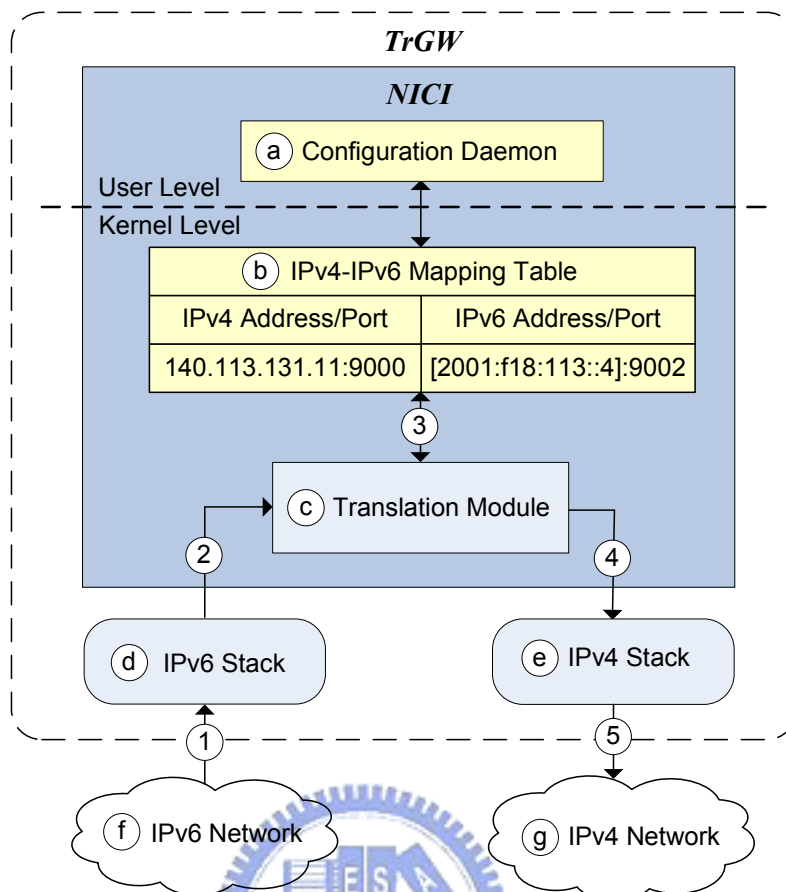 TrGW
NICI
a Configuration Daemon
User Level
Kernel Level
b IPv4-IPv6 Mapping Table
IPv4 Address/Port IPv6 Address/Port
140.113.131.11:9000 [2001:f18:113::4]:9002
3
c Translation Module
2 4
d IPv6 Stack e IPv4 Stack
1 5
f IPv6 Network g IPv4 Network
ES